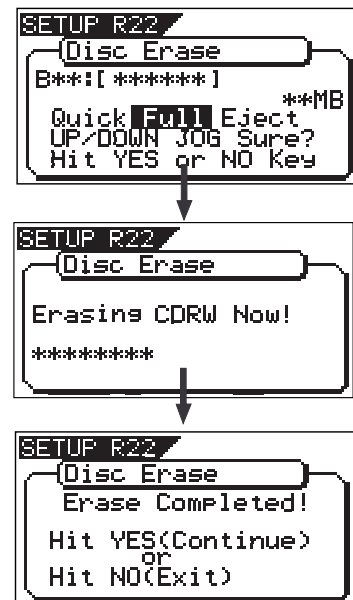 SETUP R22
Disc Erase
B**:[ ****** ]
**MB
Quick Full Eject
UP/DOWN JOG Sure?
Hit YES or NO Key
SETUP R22
Disc Erase
Erasing CDRW Now!
********
SETUP R22
Disc Erase
Erase Completed!
Hit YES(Continue)
or
Hit NO(Exit)